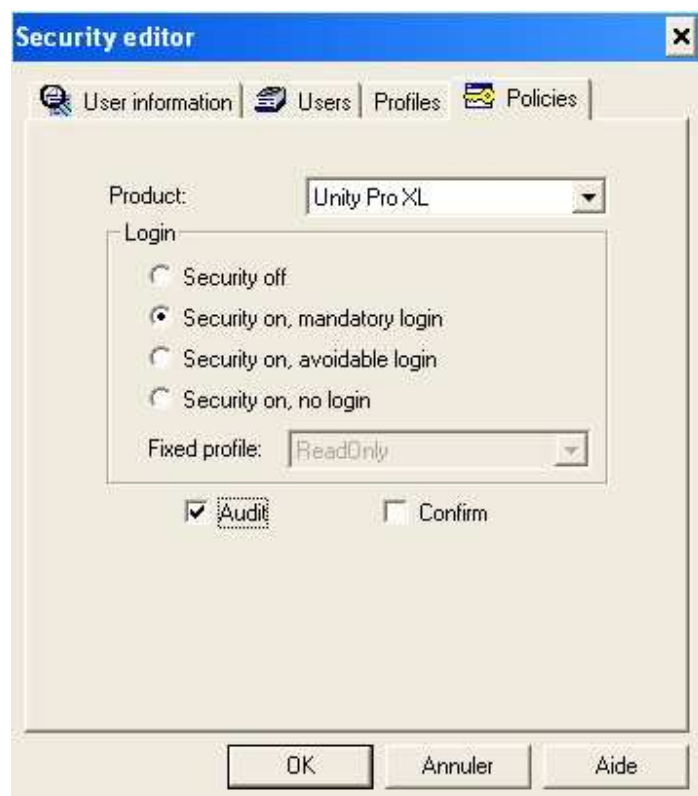 Security editor
User information Users Profiles Policies
Product: Unity Pro XL
Login
Security off
Security on, mandatory login
Security on, avoidable login
Security on, no login
Fixed profile: ReadOnly
Audit Confirm
OK Annuler Aide